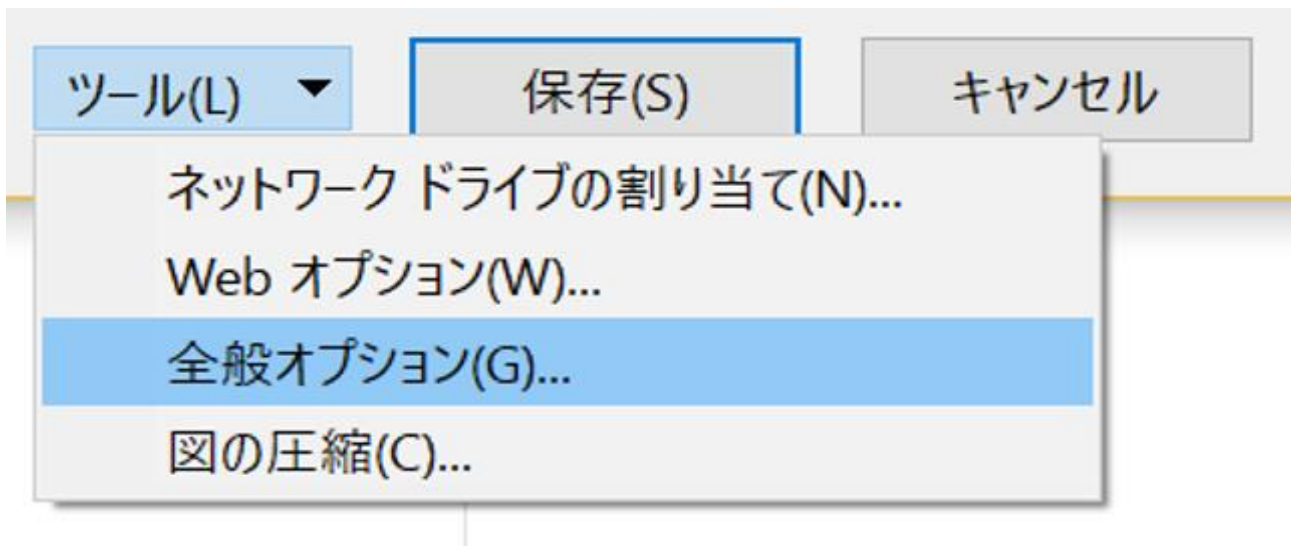 ツール(L)
保存(S)
キャンセル
ネットワーク ドライブの割り当て(N)...
Web オプション(W)...
全般オプション(G)...
図の圧縮(C)...